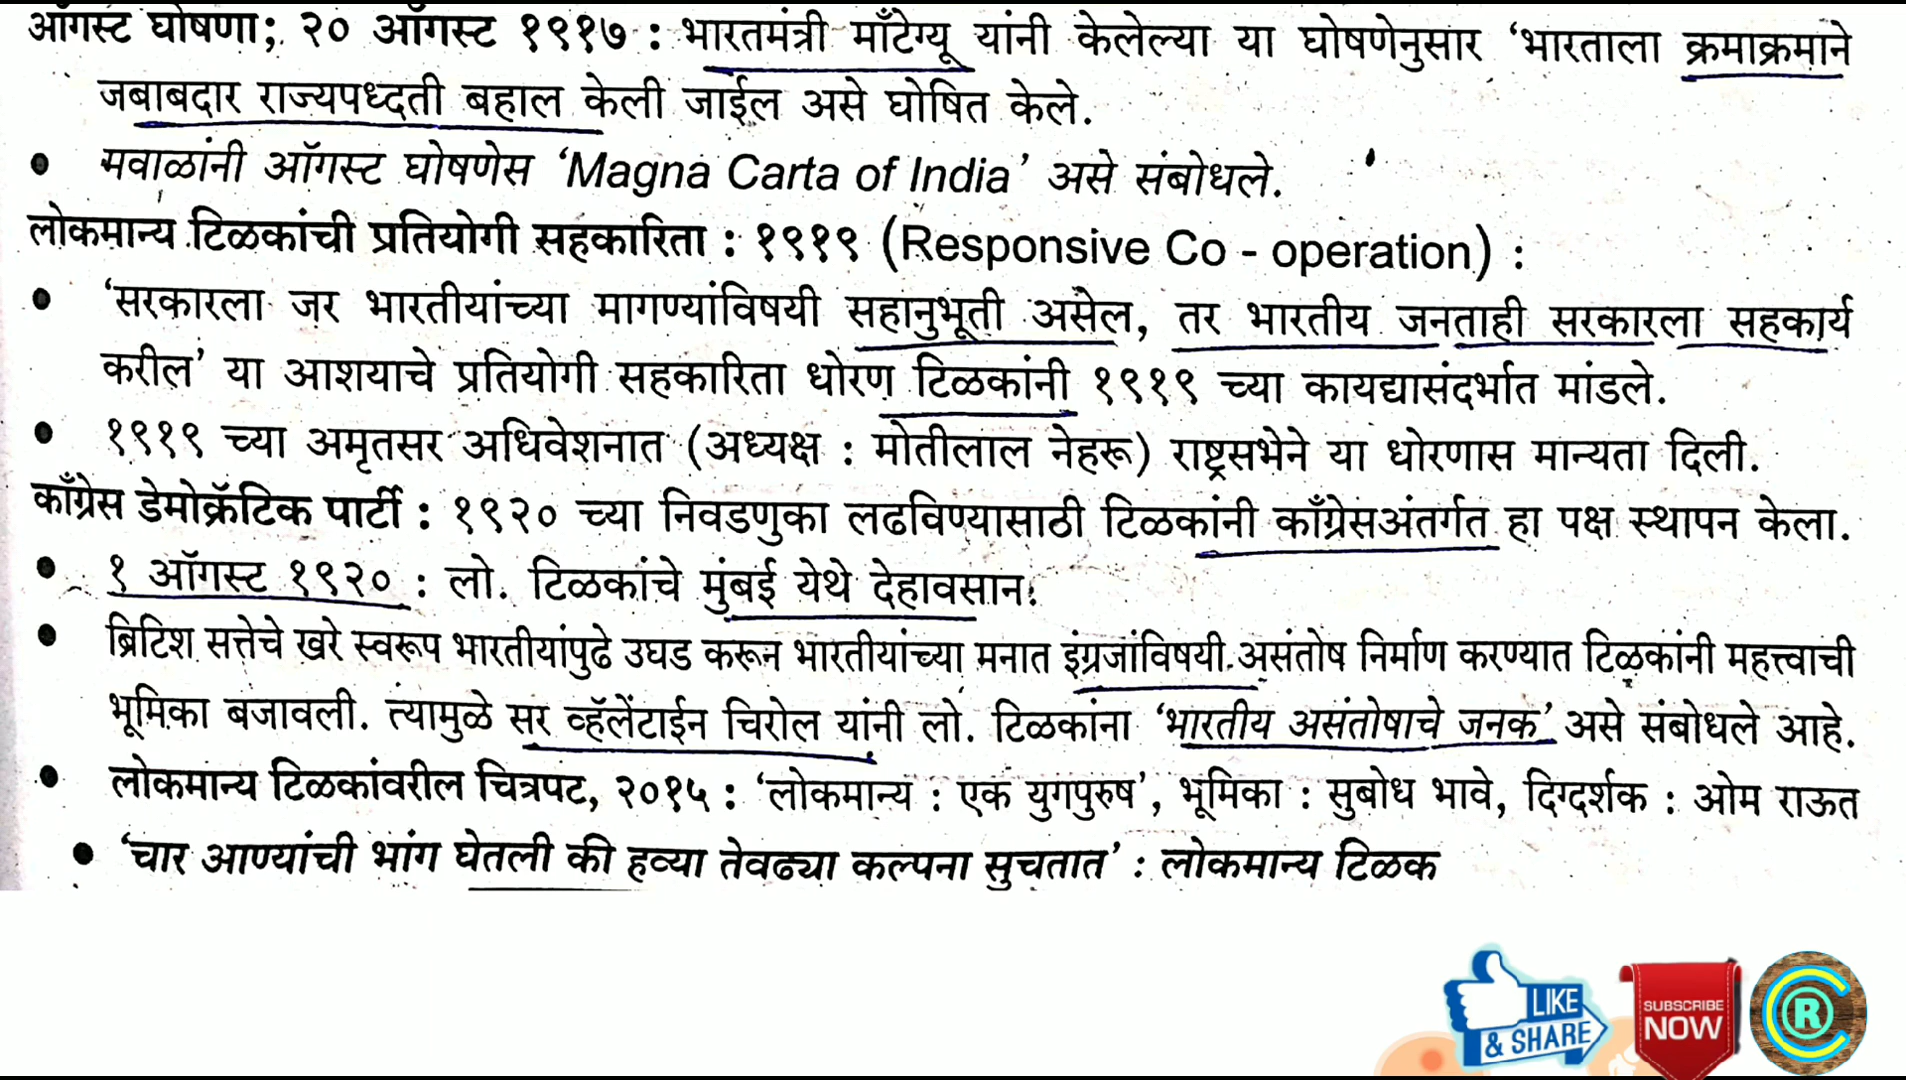 ऑगस्ट घोषणा; २० ऑगस्ट १९१७ : भारतमंत्री माँटेग्यू यांनी केलेल्या या घोषणेनुसार ‘भारताला क्रमाक्रमाने
जबाबदार राज्यपध्दती बहाल केली जाईल असे घोषित केले.
• मवाळांनी ऑगस्ट घोषणेस ‘Magna Carta of India’ असे संबोधले.
लोकमान्य टिळकांची प्रतियोगी सहकारिता : १९१९ (Responsive Co - operation) :
• ‘सरकारला जर भारतीयांच्या मागण्यांविषयी सहानुभूती असेल, तर भारतीय जनताही सरकारला सहकार्य
करील’ या आशयाचे प्रतियोगी सहकारिता धोरण टिळकांनी १९१९ च्या कायद्यासंदर्भात मांडले.
• १९१९ च्या अमृतसर अधिवेशनात (अध्यक्ष : मोतीलाल नेहरू) राष्ट्रसभेने या धोरणास मान्यता दिली.
काँग्रेस डेमोक्रॅटिक पार्टी : १९२० च्या निवडणुका लढविण्यासाठी टिळकांनी काँग्रेसअंतर्गत हा पक्ष स्थापन केला.
• १ ऑगस्ट १९२० : लो. टिळकांचे मुंबई येथे देहावसान.
• ब्रिटिश सत्तेचे खरे स्वरूप भारतीयांपुढे उघड करून भारतीयांच्या मनात इंग्रजांविषयी असंतोष निर्माण करण्यात टिळकांनी महत्त्वाची
भूमिका बजावली. त्यामुळे सर व्हॅलेंटाईन चिरोल यांनी लो. टिळकांना ‘भारतीय असंतोषाचे जनक’ असे संबोधले आहे.
• लोकमान्य टिळकांवरील चित्रपट, २०१५ : ‘लोकमान्य : एक युगपुरुष’, भूमिका : सुबोध भावे, दिग्दर्शक : ओम राऊत
• ‘चार आण्यांची भांग घेतली की हव्या तेवढ्या कल्पना सुचतात’ : लोकमान्य टिळक
LIKE
& SHARE
SUBSCRIBE
NOW
C
R